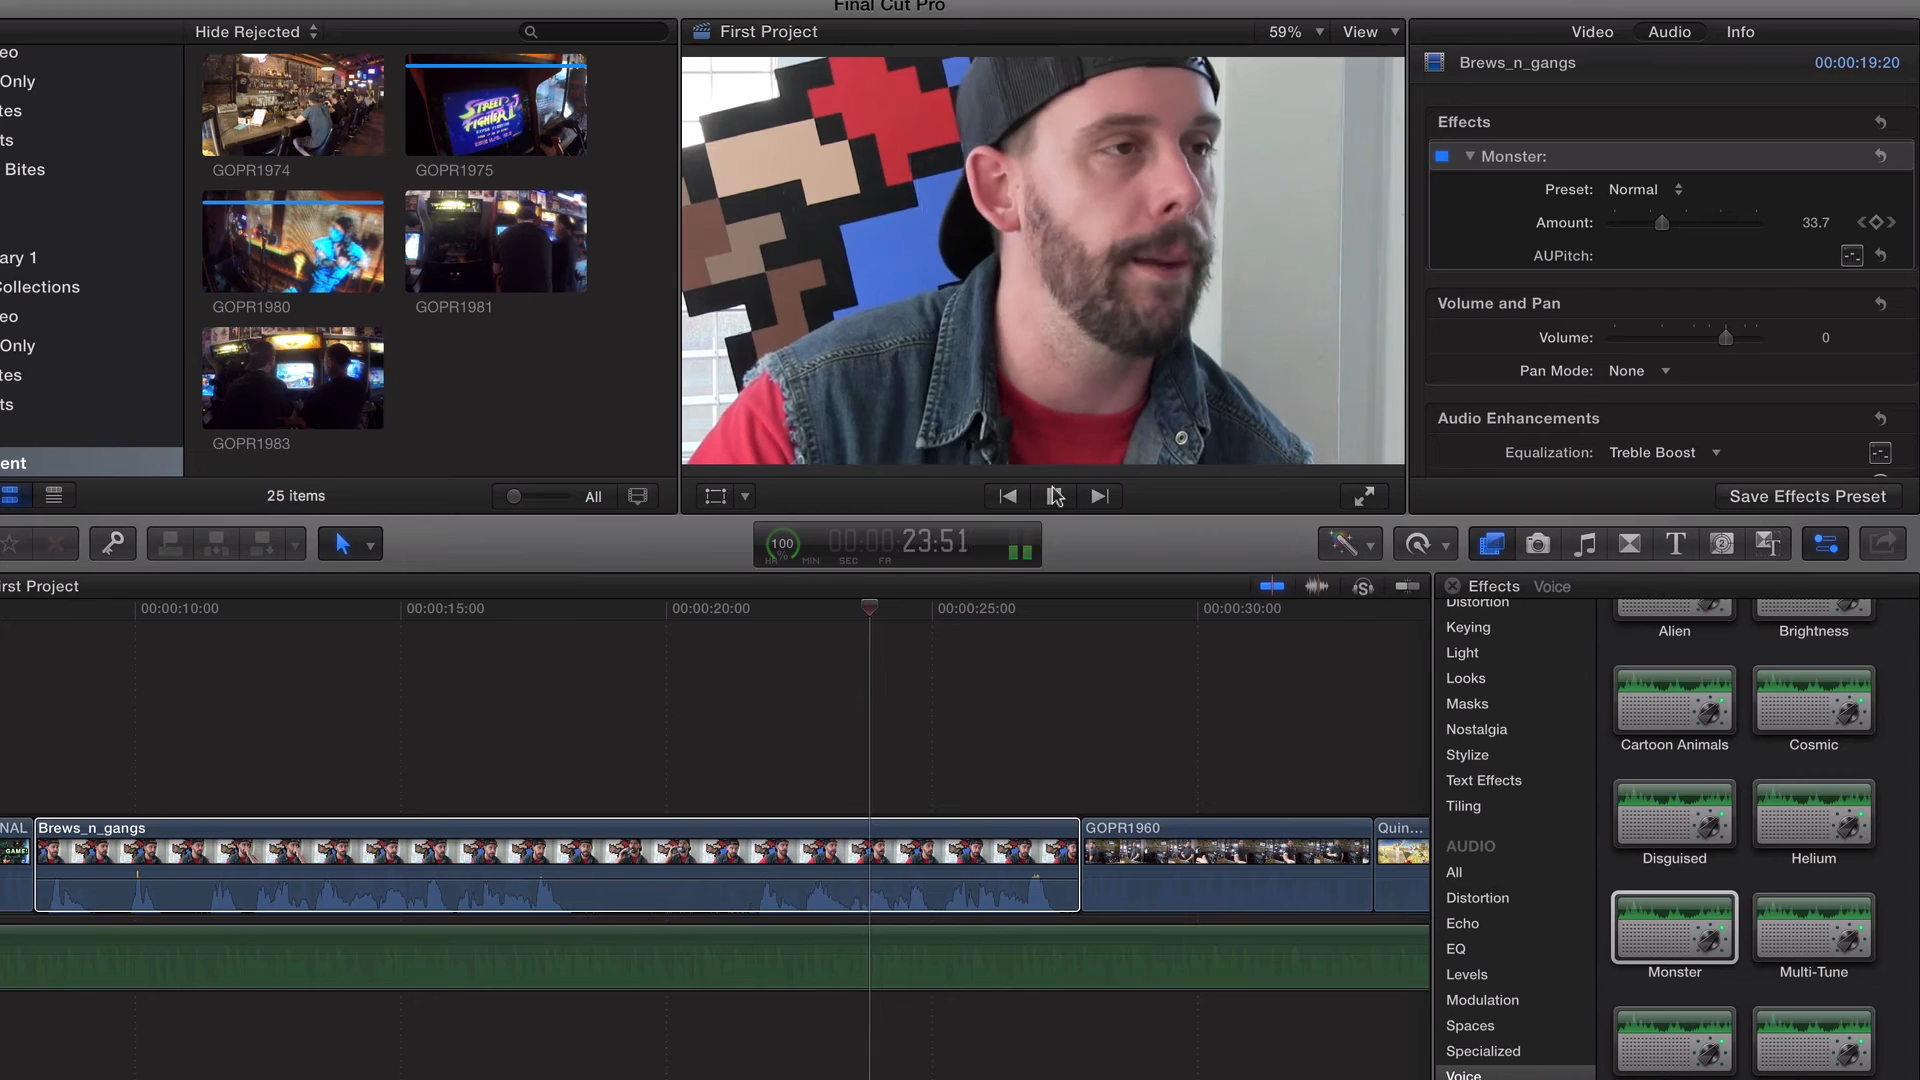 Final Cut Pro
Hide Rejected
First Project
59%
View
Video
Audio
Info
eo
Only
tes
ts
Bites
ary 1
Collections
eo
Only
tes
ts
ent
STREET
FIGHTER II
GOPR1974
GOPR1975
GOPR1980
GOPR1981
GOPR1983
25 items
All
Brews_n_gangs
00:00:19:20
Effects
Monster:
Preset:
Normal
Amount:
33.7
AUPitch:
Volume and Pan
Volume:
0
Pan Mode:
None
Audio Enhancements
Equalization:
Treble Boost
Save Effects Preset
100
%
00:00:23:51
HR MIN SEC FR
irst Project
00:00:10:00
00:00:15:00
00:00:20:00
00:00:25:00
00:00:30:00
NAL
Brews_n_gangs
GOPR1960
Quin...
Effects
Voice
Distortion
Keying
Light
Looks
Masks
Nostalgia
Stylize
Text Effects
Tiling
AUDIO
All
Distortion
Echo
EQ
Levels
Modulation
Spaces
Specialized
Voice
Alien
Brightness
Cartoon Animals
Cosmic
Disguised
Helium
Monster
Multi-Tune